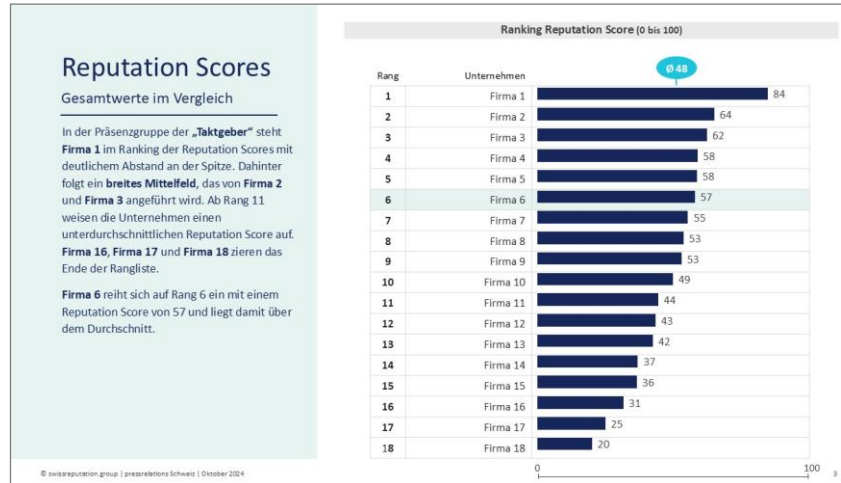 Reputation Scores
Gesamtwerte im Vergleich
In der Präsenzgruppe der „Taktgeber“ steht
Firma 1 im Ranking der Reputation Scores mit
deutlichem Abstand an der Spitze. Dahinter
folgt ein breites Mittelfeld, das von Firma 2
und Firma 3 angeführt wird. Ab Rang 11
weisen die Unternehmen einen
unterdurchschnittlichen Reputation Score auf.
Firma 16, Firma 17 und Firma 18 zieren das
Ende der Rangliste.
Firma 6 reiht sich auf Rang 6 ein mit einem
Reputation Score von 57 und liegt damit über
dem Durchschnitt.
© swissreputation.group | pressrelations Schweiz | Oktober 2024
Ranking Reputation Score (0 bis 100)
Ø 48
Rang Unternehmen
1 Firma 1 84
2 Firma 2 64
3 Firma 3 62
4 Firma 4 58
5 Firma 5 58
6 Firma 6 57
7 Firma 7 55
8 Firma 8 53
9 Firma 9 53
10 Firma 10 49
11 Firma 11 44
12 Firma 12 43
13 Firma 13 42
14 Firma 14 37
15 Firma 15 36
16 Firma 16 31
17 Firma 17 25
18 Firma 18 20
0 100
3